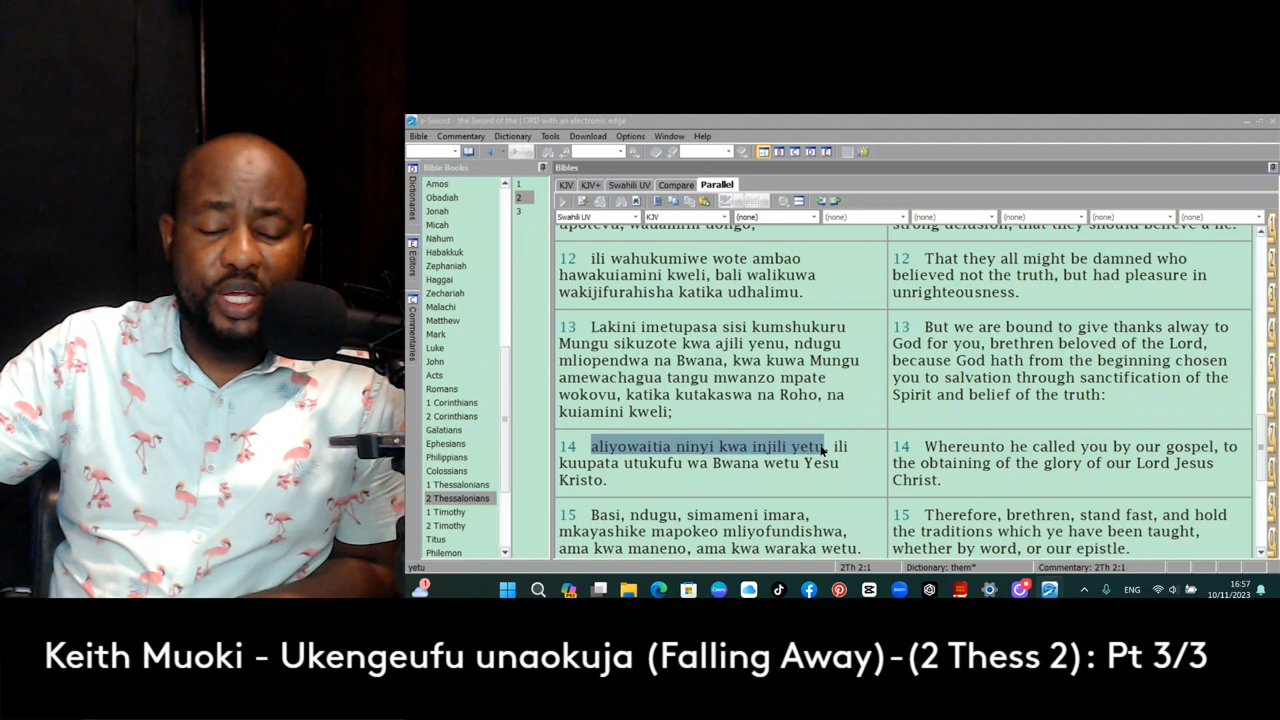 e-Sword - the Sword of the LORD with an electronic edge
Bible Commentary Dictionary Tools Download Options Window Help
Bible Books
Bibles
Dictionaries
Editors
Commentaries
Amos
Obadiah
Jonah
Micah
Nahum
Habakkuk
Zephaniah
Haggai
Zechariah
Malachi
Matthew
Mark
Luke
John
Acts
Romans
1 Corinthians
2 Corinthians
Galatians
Ephesians
Philippians
Colossians
1 Thessalonians
2 Thessalonians
1 Timothy
2 Timothy
Titus
Philemon
1
2
3
KJV KJV+ Swahili UV Compare Parallel
Swahili UV KJV (none) (none) (none) (none) (none) (none)
12 ili wahukumiwe wote ambao
hawakuiamini kweli, bali walikuwa
wakijifurahisha katika udhalimu.
12 That they all might be damned who
believed not the truth, but had pleasure in
unrighteousness.
13 Lakini imetupasa sisi kumshukuru
Mungu sikuzote kwa ajili yenu, ndugu
mliopendwa na Bwana, kwa kuwa Mungu
amewachagua tangu mwanzo mpate
wokovu, katika kutakaswa na Roho, na
kuiamini kweli;
13 But we are bound to give thanks alway to
God for you, brethren beloved of the Lord,
because God hath from the beginning chosen
you to salvation through sanctification of the
Spirit and belief of the truth:
14 aliyowaitia ninyi kwa injili yetu, ili
kuupata utukufu wa Bwana wetu Yesu
Kristo.
14 Whereunto he called you by our gospel, to
the obtaining of the glory of our Lord Jesus
Christ.
15 Basi, ndugu, simameni imara,
mkayashike mapokeo mliyofundishwa,
ama kwa maneno, ama kwa waraka wetu.
15 Therefore, brethren, stand fast, and hold
the traditions which ye have been taught,
whether by word, or our epistle.
yetu
2Th 2:1
Dictionary: them*
Commentary: 2Th 2:1
ENG
16:57
10/11/2023
Keith Muoki - Ukengeufu unaokuja (Falling Away)-(2 Thess 2): Pt 3/3